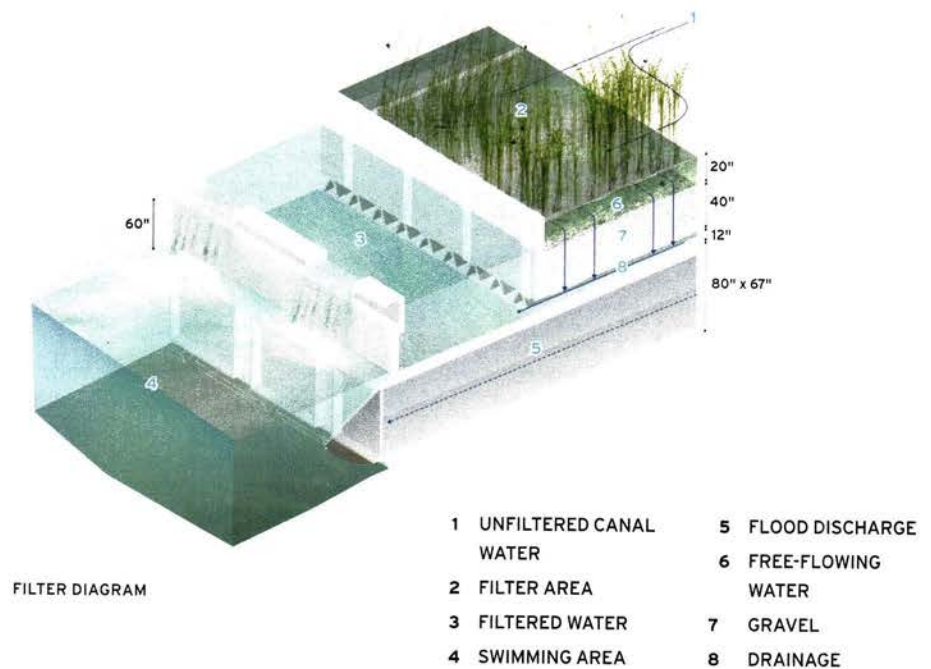 1
2
20"
6
40"
60"
7
3
12"
8
80" x 67"
5
4
FILTER DIAGRAM
1 UNFILTERED CANAL
WATER
2 FILTER AREA
3 FILTERED WATER
4 SWIMMING AREA
5 FLOOD DISCHARGE
6 FREE-FLOWING
WATER
7 GRAVEL
8 DRAINAGE